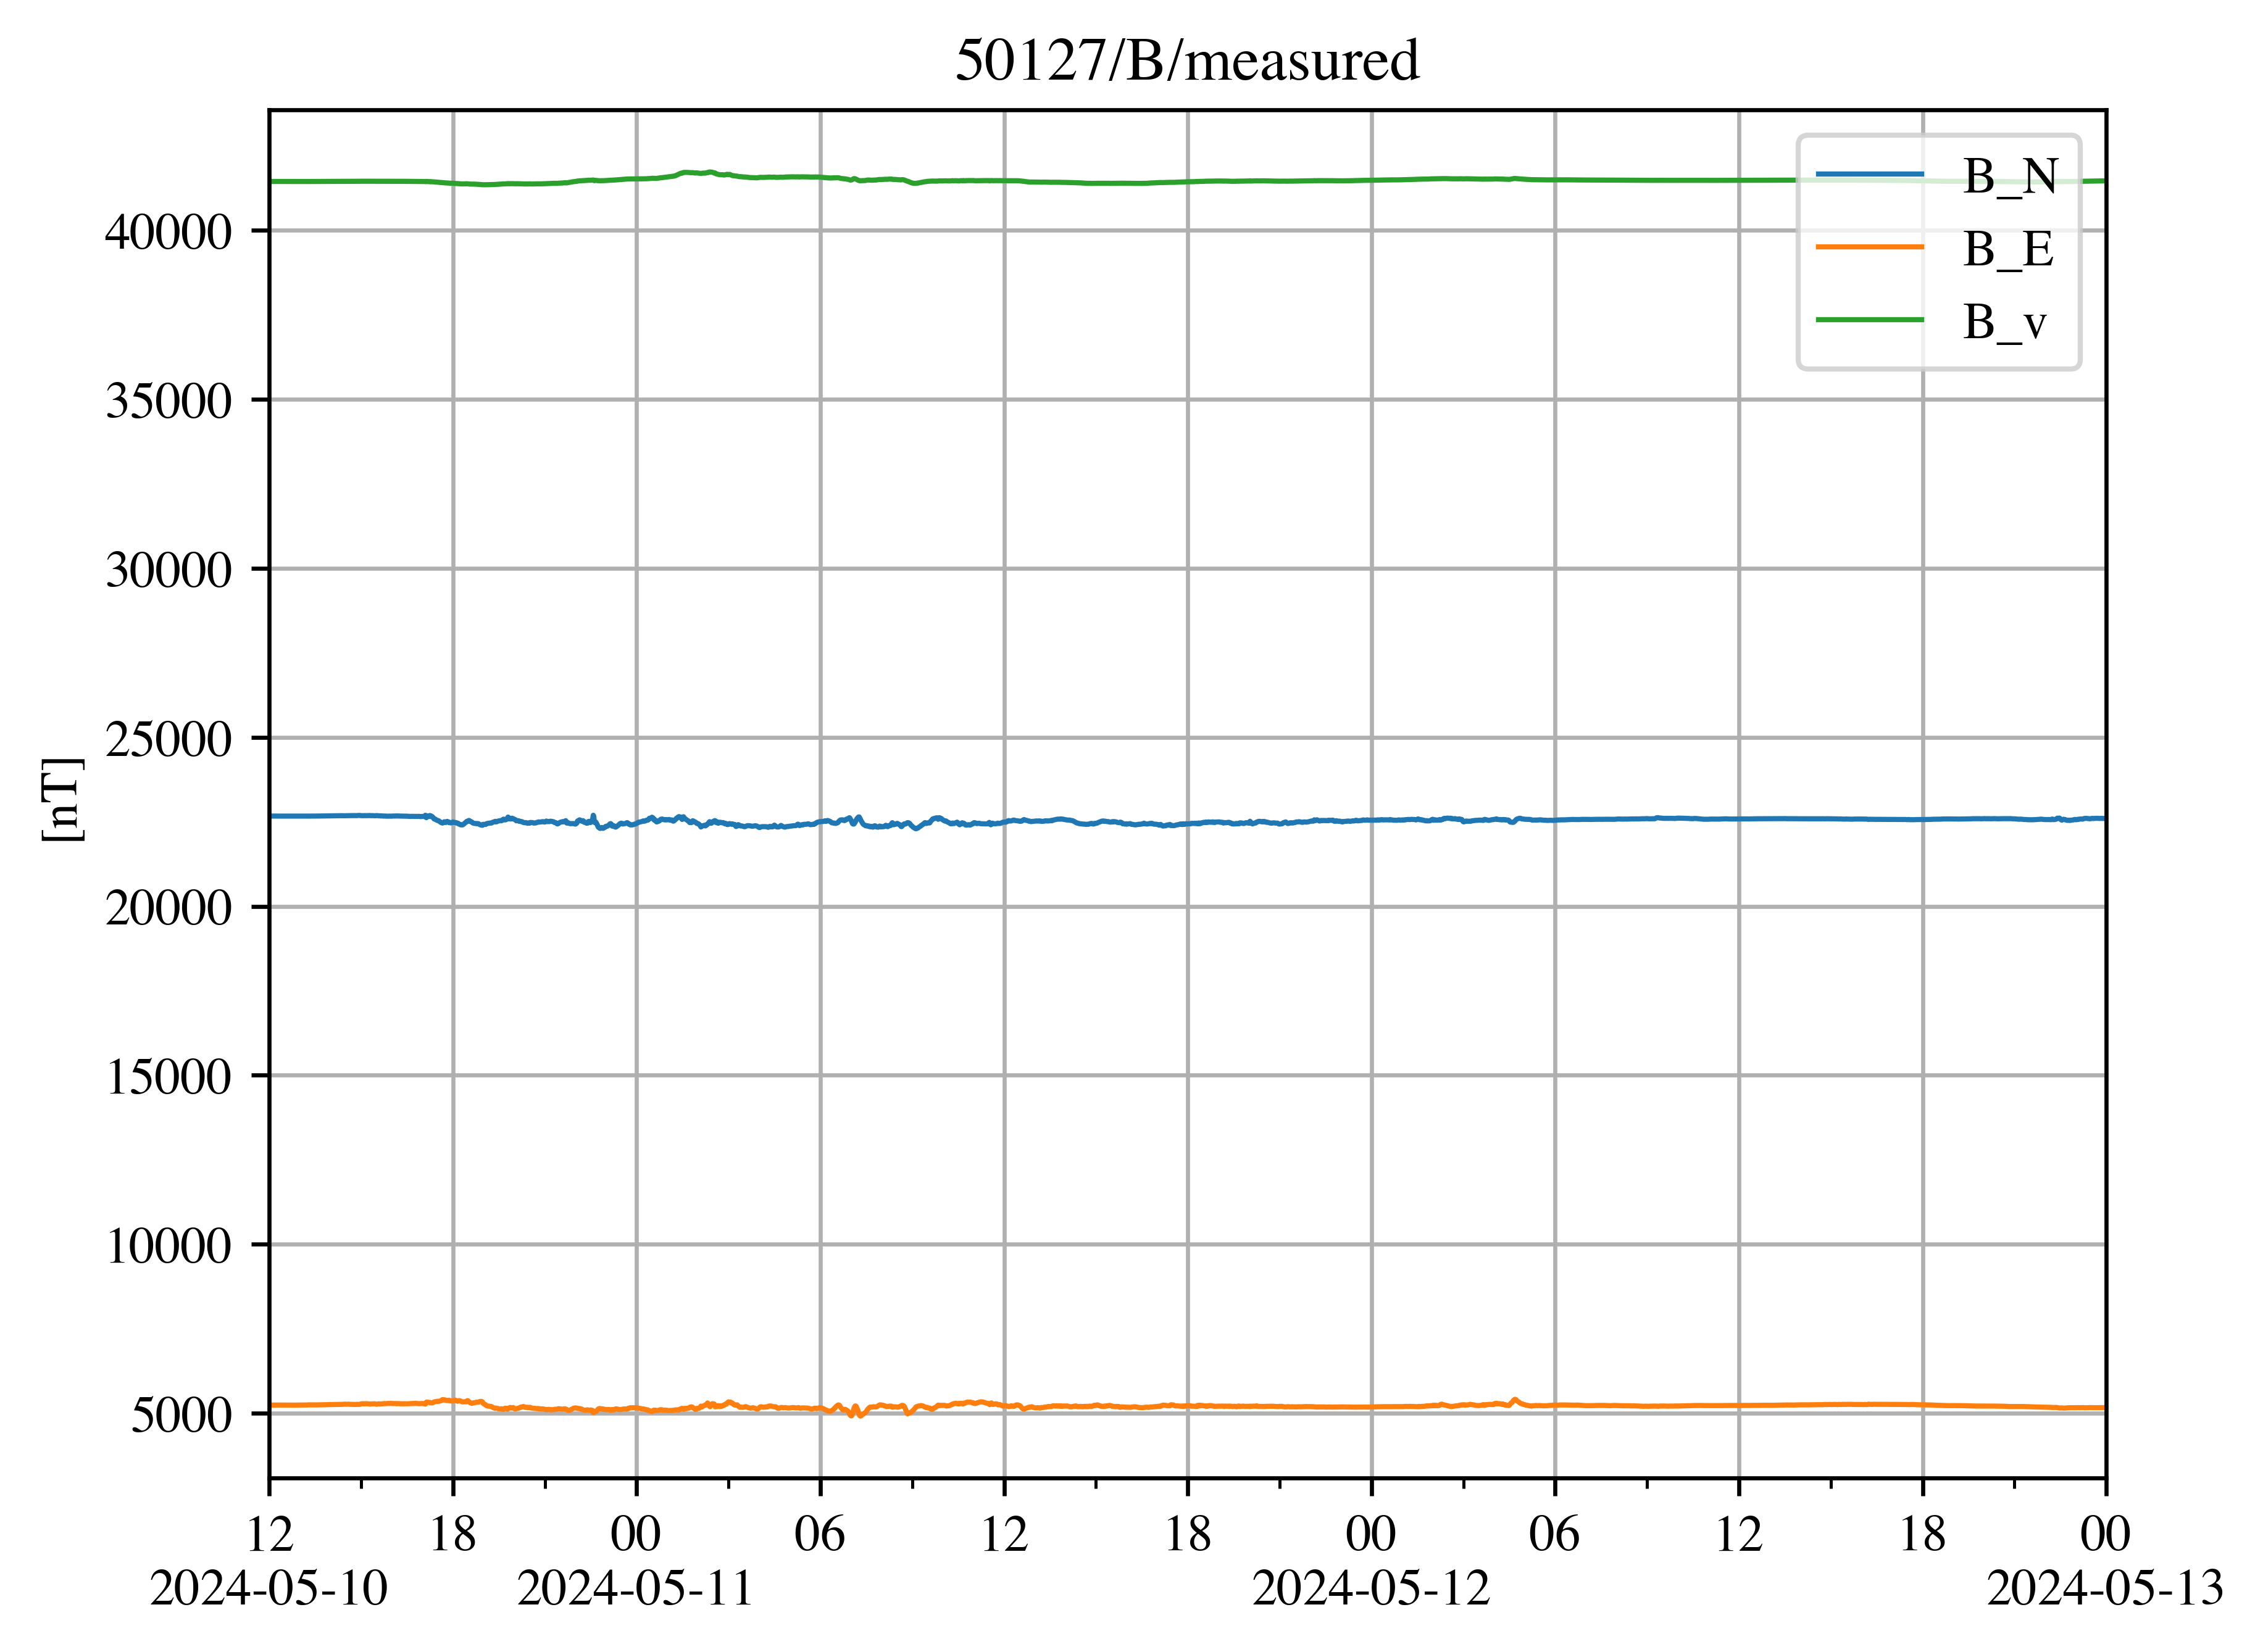 50127/B/measured
B_N
B_E
B_v
[nT]
40000
35000
30000
25000
20000
15000
10000
5000
12 18 00 06 12 18 00 06 12 18 00
2024-05-10 2024-05-11 2024-05-12 2024-05-13